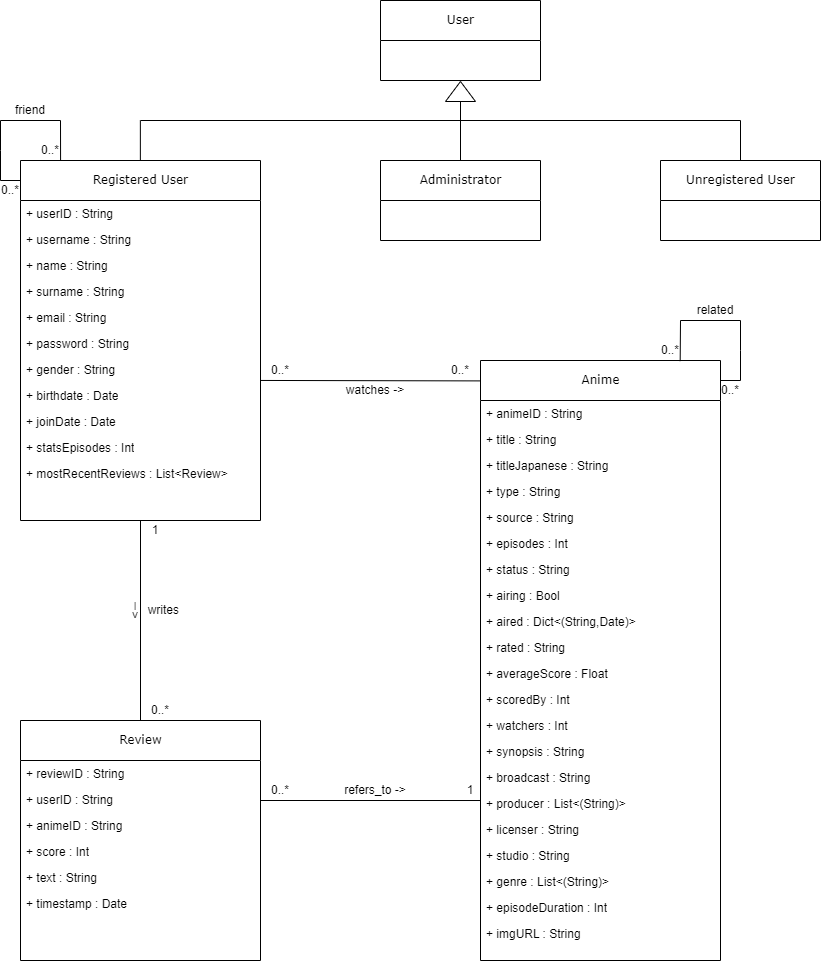 User
friend
0..*
0..*
Registered User
+ userID : String
+ username : String
+ name : String
+ surname : String
+ email : String
+ password : String
+ gender : String
+ birthdate : Date
+ joinDate : Date
+ statsEpisodes : Int
+ mostRecentReviews : List<Review>
Administrator
Unregistered User
0..*
watches ->
0..*
related
0..*
0..*
Anime
+ animeID : String
+ title : String
+ titleJapanese : String
+ type : String
+ source : String
+ episodes : Int
+ status : String
+ airing : Bool
+ aired : Dict<(String,Date)>
+ rated : String
+ averageScore : Float
+ scoredBy : Int
+ watchers : Int
+ synopsis : String
+ broadcast : String
+ producer : List<(String)>
+ licenser : String
+ studio : String
+ genre : List<(String)>
+ episodeDuration : Int
+ imgURL : String
1
-> writes
0..*
Review
+ reviewID : String
+ userID : String
+ animeID : String
+ score : Int
+ text : String
+ timestamp : Date
0..*
refers_to ->
1